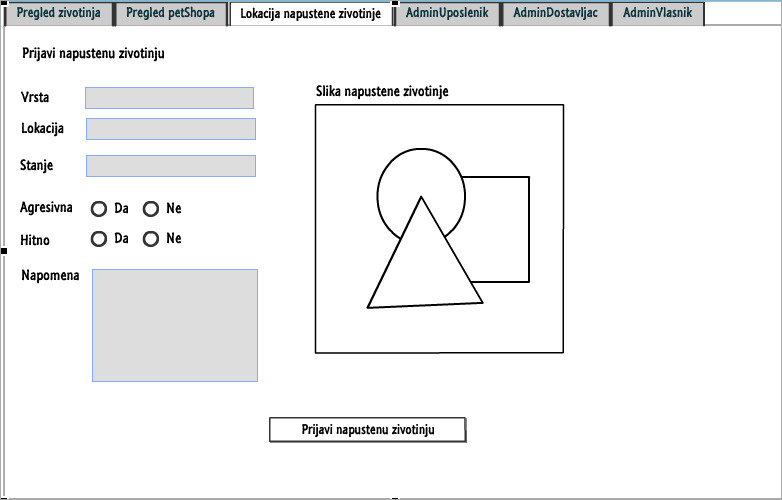 Pregled zivotinja
Pregled petShopa
Lokacija napustene zivotinje
AdminUposlenik
AdminDostavljac
AdminVlasnik
Prijavi napustenu zivotinju
Slika napustene zivotinje
Vrsta
Lokacija
Stanje
Agresivna Da Ne
Hitno Da Ne
Napomena
Prijavi napustenu zivotinju